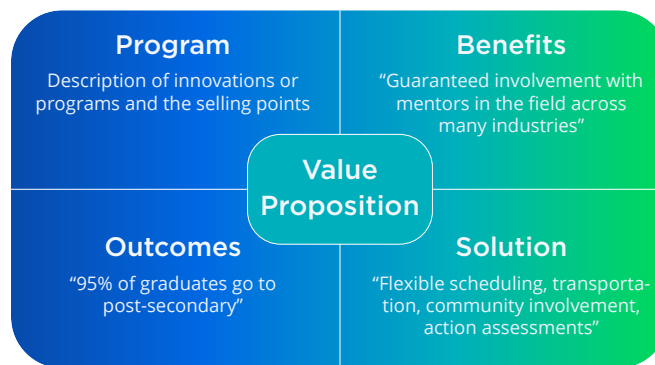 Program
Description of innovations or
programs and the selling points
Benefits
“Guaranteed involvement with
mentors in the field across
many industries”
Value
Proposition
Outcomes
“95% of graduates go to
post-secondary”
Solution
“Flexible scheduling, transporta-
tion, community involvement,
action assessments”